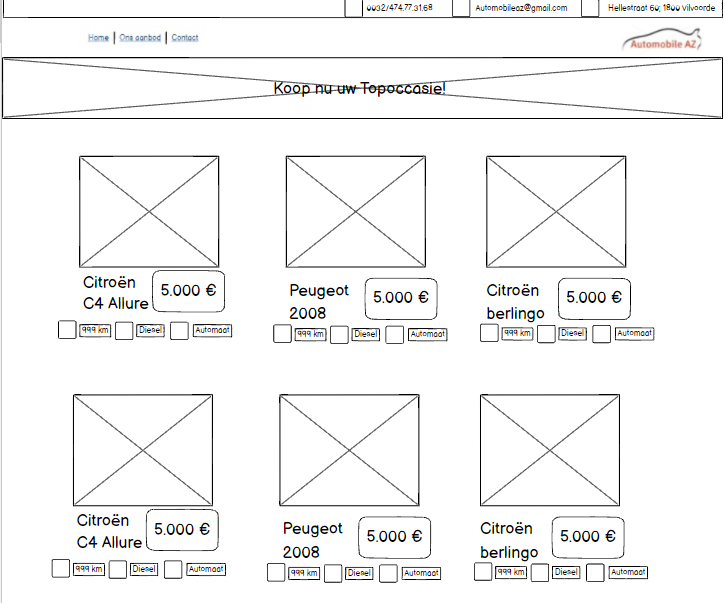 0032/474.77.31.68 Automobileaz@gmail.com Hellestraat 60, 1800 Vilvoorde
Home | Ons aanbod | Contact
Automobile AZ
Koop nu uw Topoccasie!
Citroën
C4 Allure
5.000 €
999 km Diesel Automaat
Peugeot
2008
5.000 €
999 km Diesel Automaat
Citroën
berlingo
5.000 €
999 km Diesel Automaat
Citroën
C4 Allure
5.000 €
999 km Diesel Automaat
Peugeot
2008
5.000 €
999 km Diesel Automaat
Citroën
berlingo
5.000 €
999 km Diesel Automaat